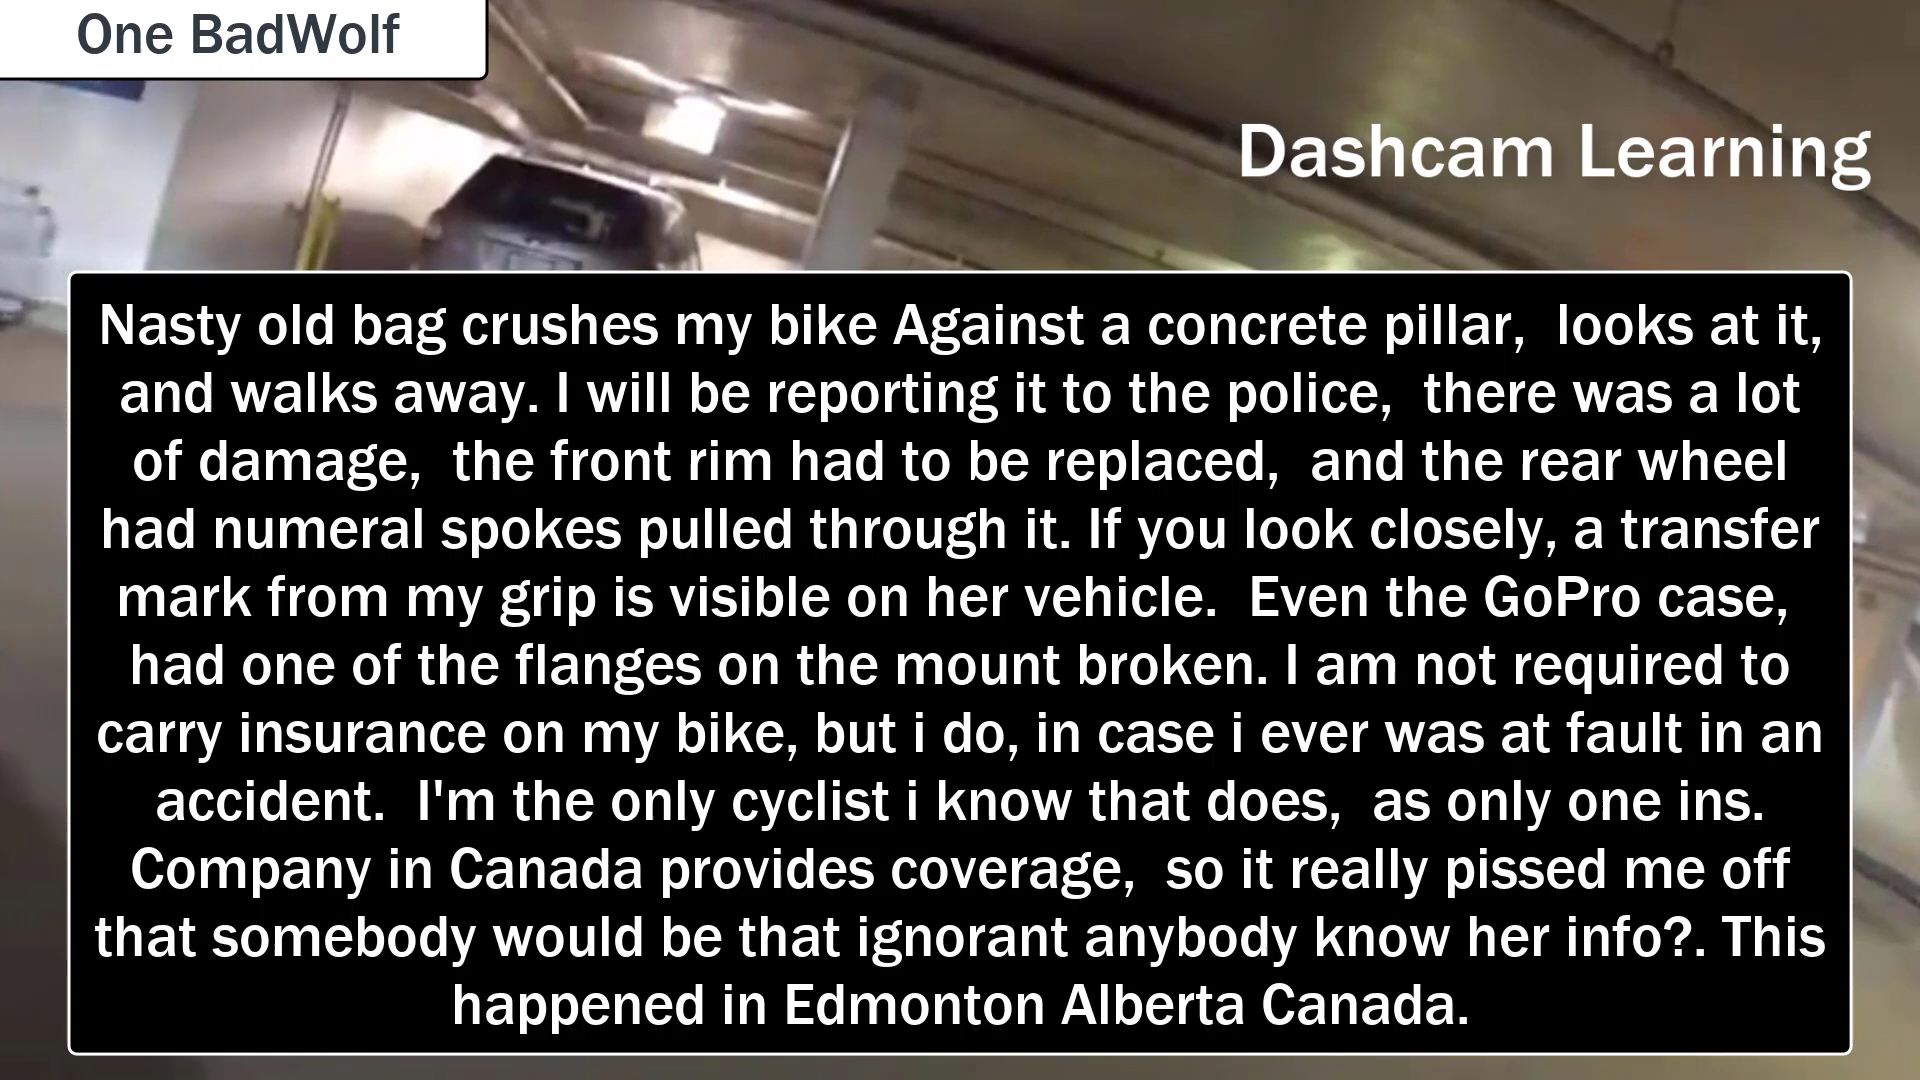 One BadWolf
Dashcam Learning
Nasty old bag crushes my bike Against a concrete pillar,  looks at it,
and walks away. I will be reporting it to the police,  there was a lot
of damage,  the front rim had to be replaced,  and the rear wheel
had numeral spokes pulled through it. If you look closely, a transfer
mark from my grip is visible on her vehicle.  Even the GoPro case,
had one of the flanges on the mount broken. I am not required to
carry insurance on my bike, but i do, in case i ever was at fault in an
accident.  I'm the only cyclist i know that does,  as only one ins.
Company in Canada provides coverage,  so it really pissed me off
that somebody would be that ignorant anybody know her info?. This
happened in Edmonton Alberta Canada.